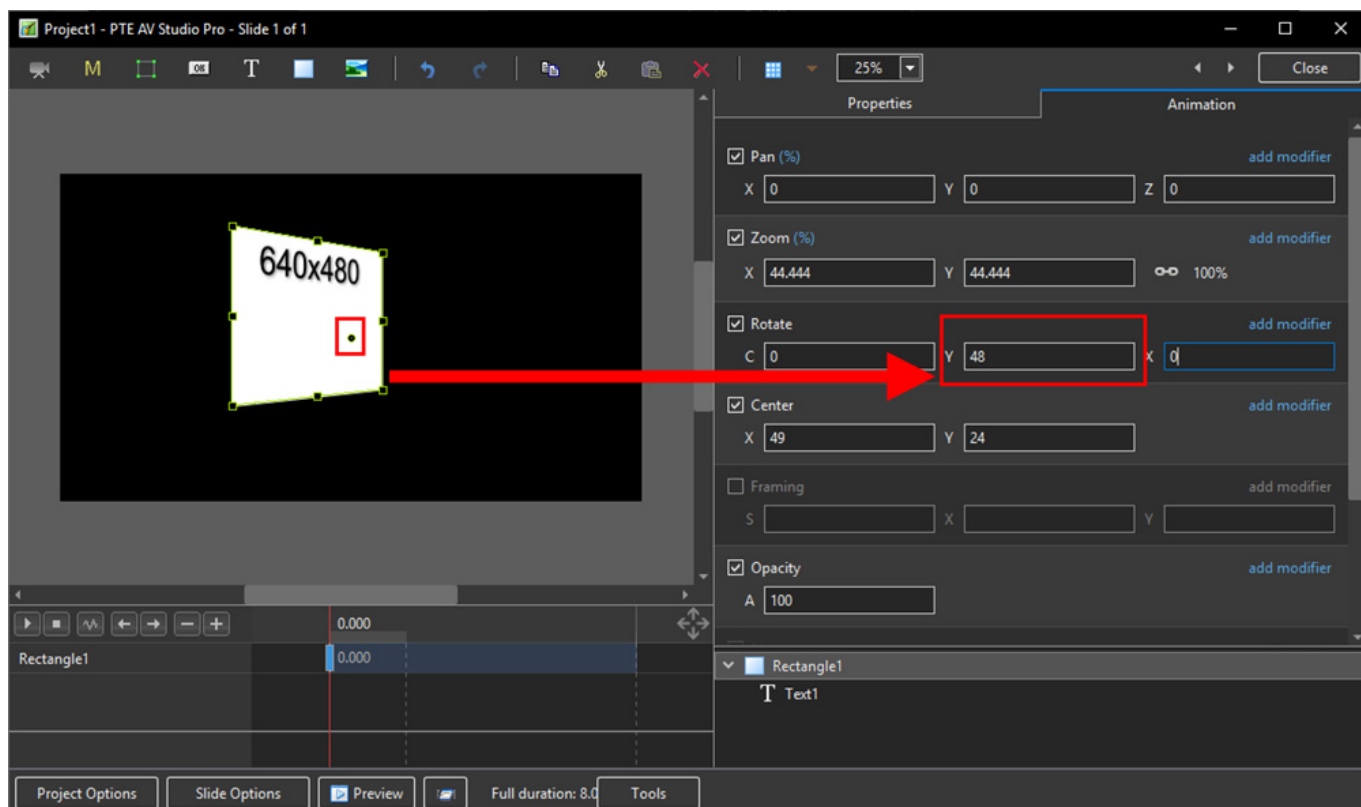 Project1 - PTE AV Studio Pro - Slide 1 of 1
M OK T 25% Close
Properties Animation
Pan (%) add modifier
X 0 Y 0 Z 0
Zoom (%) add modifier
X 44.444 Y 44.444 100%
Rotate add modifier
C 0 Y 48 X 0
Center add modifier
X 49 Y 24
Framing add modifier
S X Y
Opacity add modifier
A 100
640x480
0.000
Rectangle1 0.000
Rectangle1
T Text1
Project Options Slide Options Preview Full duration: 8.0 Tools